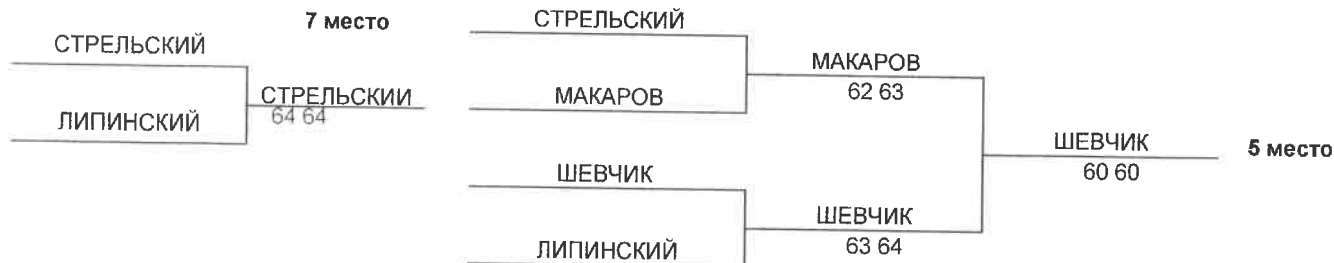 7 место
СТРЕЛЬСКИЙ
ЛИПИНСКИЙ
СТРЕЛЬСКИЙ
64 64
СТРЕЛЬСКИЙ
МАКАРОВ
МАКАРОВ
62 63
ШЕВЧИК
ЛИПИНСКИЙ
ШЕВЧИК
63 64
ШЕВЧИК
60 60
5 место